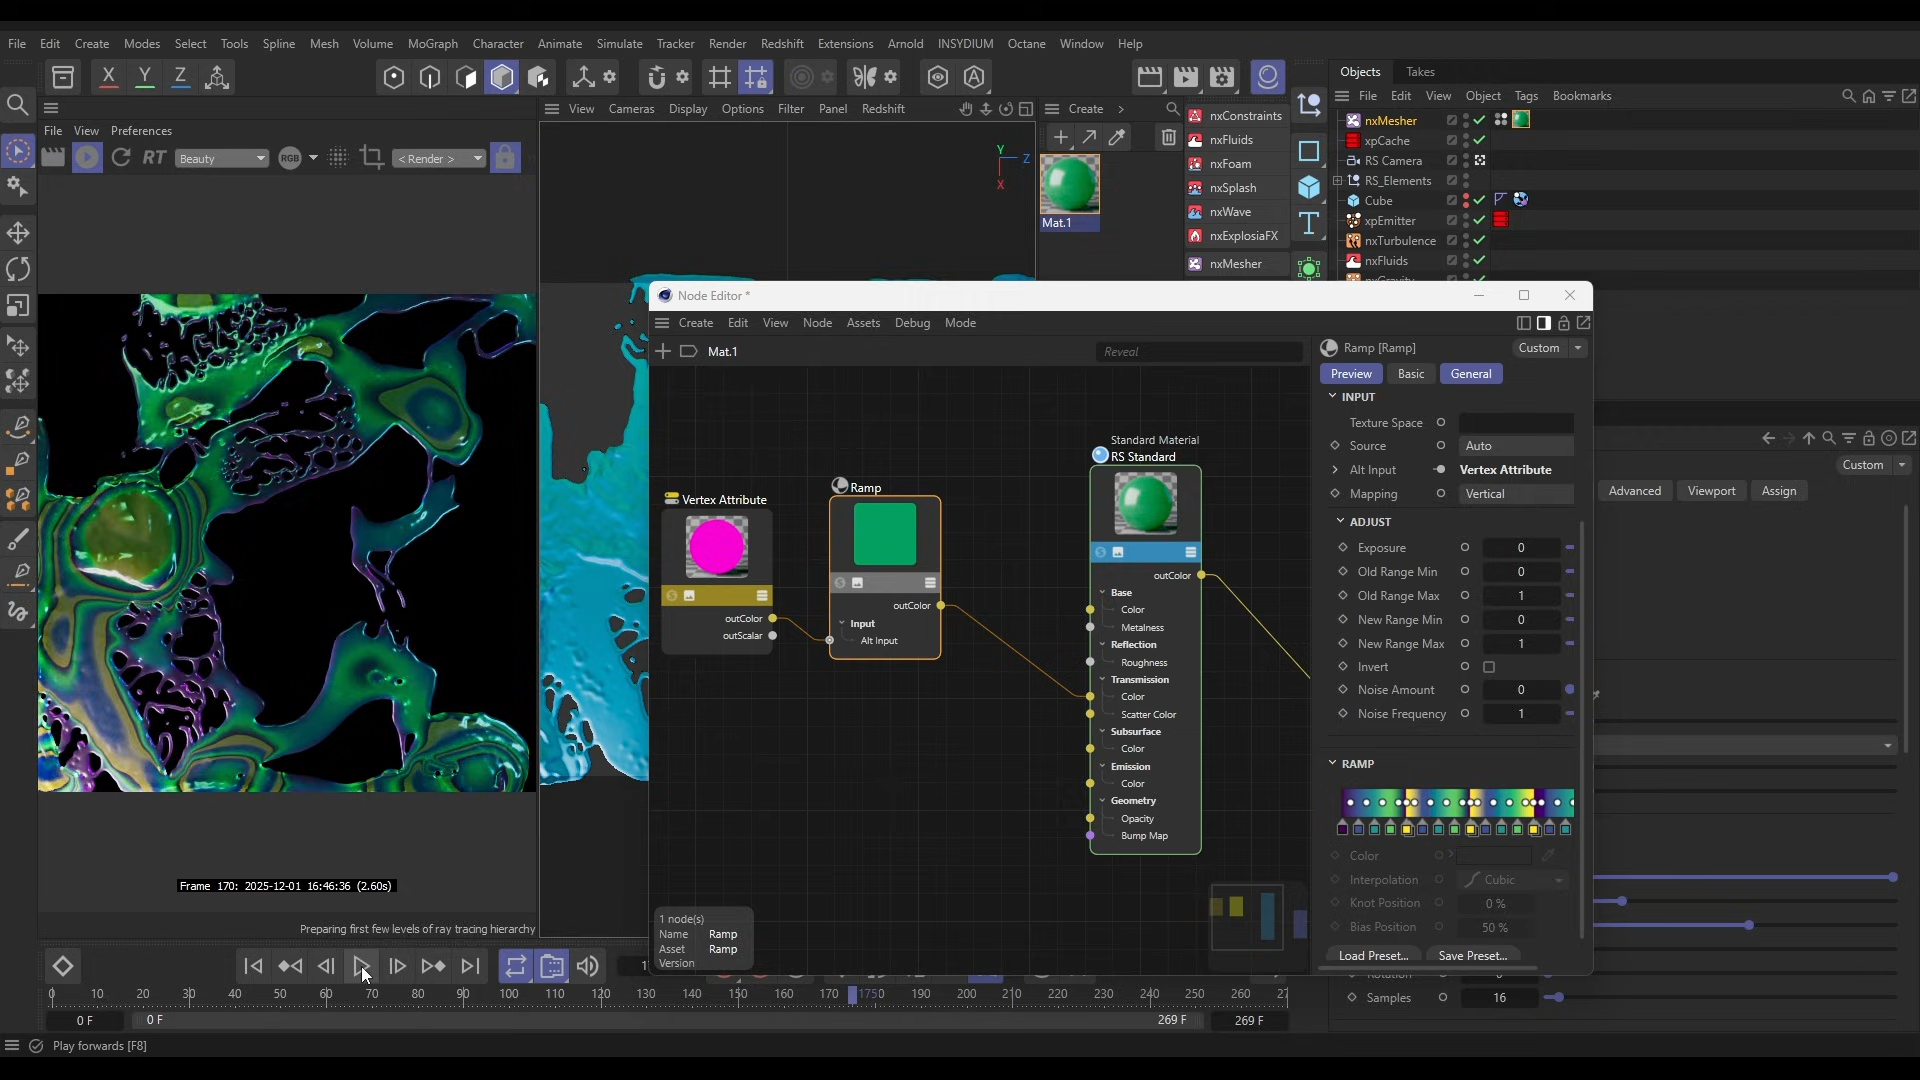 File Edit Create Modes Select Tools Spline Mesh Volume MoGraph Character Animate Simulate Tracker Render Redshift Extensions Arnold INSYDIUM Octane Window Help
X Y Z
Objects Takes
File Edit View Object Tags Bookmarks
View Cameras Display Options Filter Panel Redshift
Create
File View Preferences
RT Beauty RGB < Render >
Y
Z
X
Mat.1
nxConstraints
nxFluids
nxFoam
nxSplash
nxWave
nxExplosiaFX
nxMesher
T
nxMesher
xpCache
RS Camera
RS_Elements
Cube
xpEmitter
nxTurbulence
nxFluids
nxGravity
Node Editor *
Create Edit View Node Assets Debug Mode
Mat.1
Reveal
Ramp [Ramp]
Custom
Preview Basic General
INPUT
Texture Space
Source Auto
Alt Input Vertex Attribute
Mapping Vertical
ADJUST
Exposure 0
Old Range Min 0
Old Range Max 1
New Range Min 0
New Range Max 1
Invert
Noise Amount 0
Noise Frequency 1
RAMP
Color
Interpolation Cubic
Knot Position 0 %
Bias Position 50 %
Load Preset... Save Preset...
Custom
Advanced Viewport Assign
Rotation
Samples 16
Vertex Attribute
outColor
outScalar
Ramp
outColor
Input
Alt Input
Standard Material
RS Standard
outColor
Base
Color
Metalness
Reflection
Roughness
Transmission
Color
Scatter Color
Subsurface
Color
Emission
Color
Geometry
Opacity
Bump Map
1 node(s)
Name Ramp
Asset Ramp
Version
Frame 170: 2025-12-01 16:46:36 (2.60s)
Preparing first few levels of ray tracing hierarchy
0 10 20 30 40 50 60 70 80 90 100 110 120 130 140 150 160 170 1750 190 200 210 220 230 240 250 260 27
0 F 0 F 269 F 269 F
Play forwards [F8]